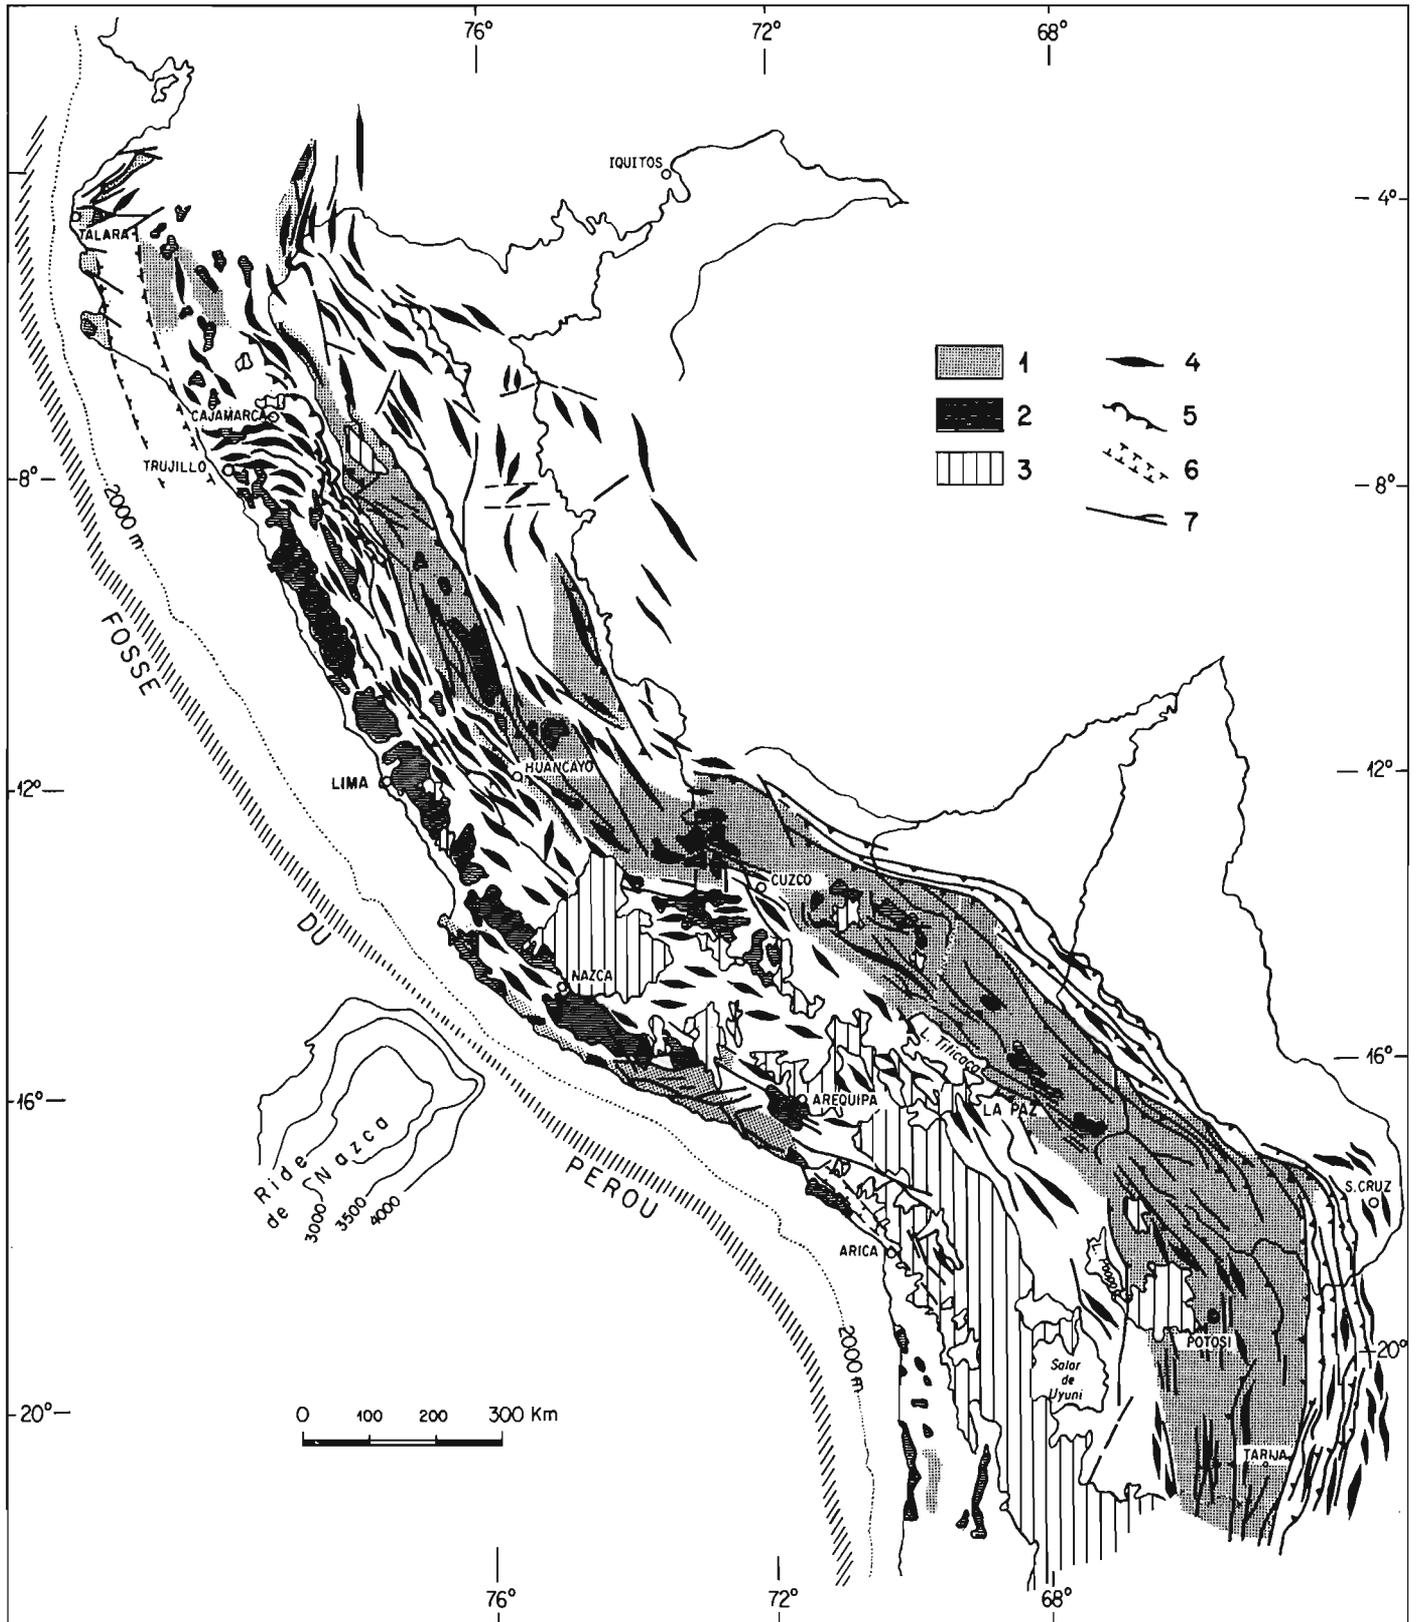 76°
72°
68°
IQUITOS
4°
TALARA
1
4
CAJAMARCA
2
5
TRUJILLO
3
6
8°
8°
7
2000 m
FOSSE
HUANCAYO
LIMA
12°
12°
CUZCO
DU
NAZCA
L. Titicaca
16°
16°
AREQUIPA
LA PAZ
PEROU
Ride
de Nazca
3000
3500
4000
S.CRUZ
ARICA
L. Poopo
POTOSI
20°
2000 m
Salar
de
Uyuni
0 100 200 300 Km
20°
TARIJA
76°
72°
68°